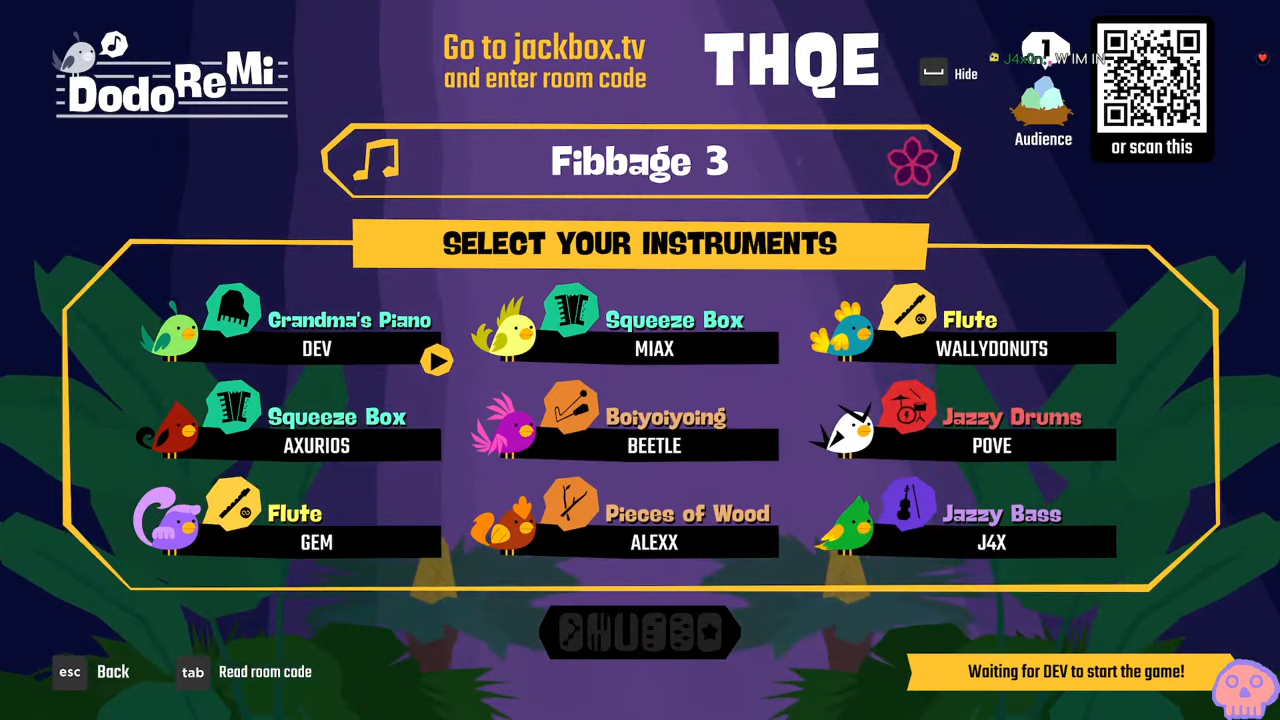 DodoReMi
Go to jackbox.tv
and enter room code
THQE
Hide
1
Audience
or scan this
Fibbage 3
SELECT YOUR INSTRUMENTS
Grandma's Piano
DEV
Squeeze Box
MIAX
Flute
WALLYDONUTS
Squeeze Box
AXURIOS
Boiyoiyoing
BEETLE
Jazzy Drums
POVE
Flute
GEM
Pieces of Wood
ALEXX
Jazzy Bass
J4X
esc Back
tab Read room code
Waiting for DEV to start the game!